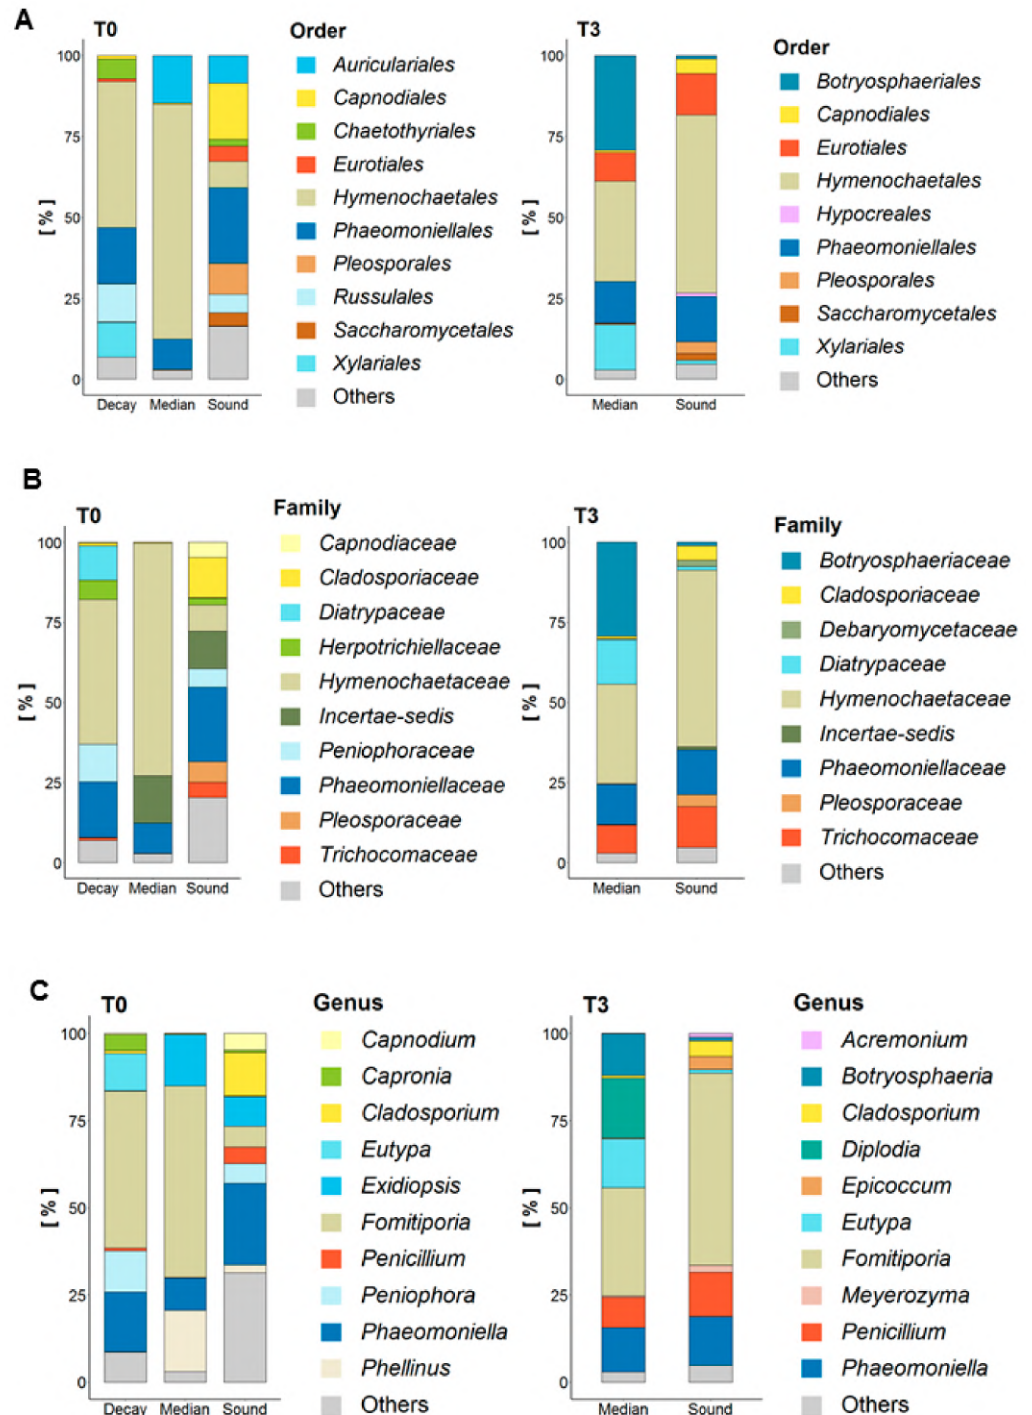 A
T0
Order
100
75
50
25
0
[ % ]
Decay Median Sound
Auriculariales
Capnodiales
Chaetothyriales
Eurotiales
Hymenochaetales
Phaeomoniellales
Pleosporales
Russulales
Saccharomycetales
Xylariales
Others
T3
Order
100
75
50
25
0
[ % ]
Median Sound
Botryosphaeriales
Capnodiales
Eurotiales
Hymenochaetales
Hypocreales
Phaeomoniellales
Pleosporales
Saccharomycetales
Xylariales
Others
B
T0
Family
100
75
50
25
0
[ % ]
Decay Median Sound
Capnodiaceae
Cladosporiaceae
Diatrypaceae
Herpotrichiellaceae
Hymenochaetaceae
Incertae-sedis
Peniophoraceae
Phaeomoniellaceae
Pleosporaceae
Trichocomaceae
Others
T3
Family
100
75
50
25
0
[ % ]
Median Sound
Botryosphaeriaceae
Cladosporiaceae
Debaryomycetaceae
Diatrypaceae
Hymenochaetaceae
Incertae-sedis
Phaeomoniellaceae
Pleosporaceae
Trichocomaceae
Others
C
T0
Genus
100
75
50
25
0
[ % ]
Decay Median Sound
Capnodium
Capronia
Cladosporium
Eutypa
Exidiopsis
Fomitiporia
Penicillium
Peniophora
Phaeomoniella
Phellinus
Others
T3
Genus
100
75
50
25
0
[ % ]
Median Sound
Acremonium
Botryosphaeria
Cladosporium
Diplodia
Epicoccum
Eutypa
Fomitiporia
Meyerozyma
Penicillium
Phaeomoniella
Others